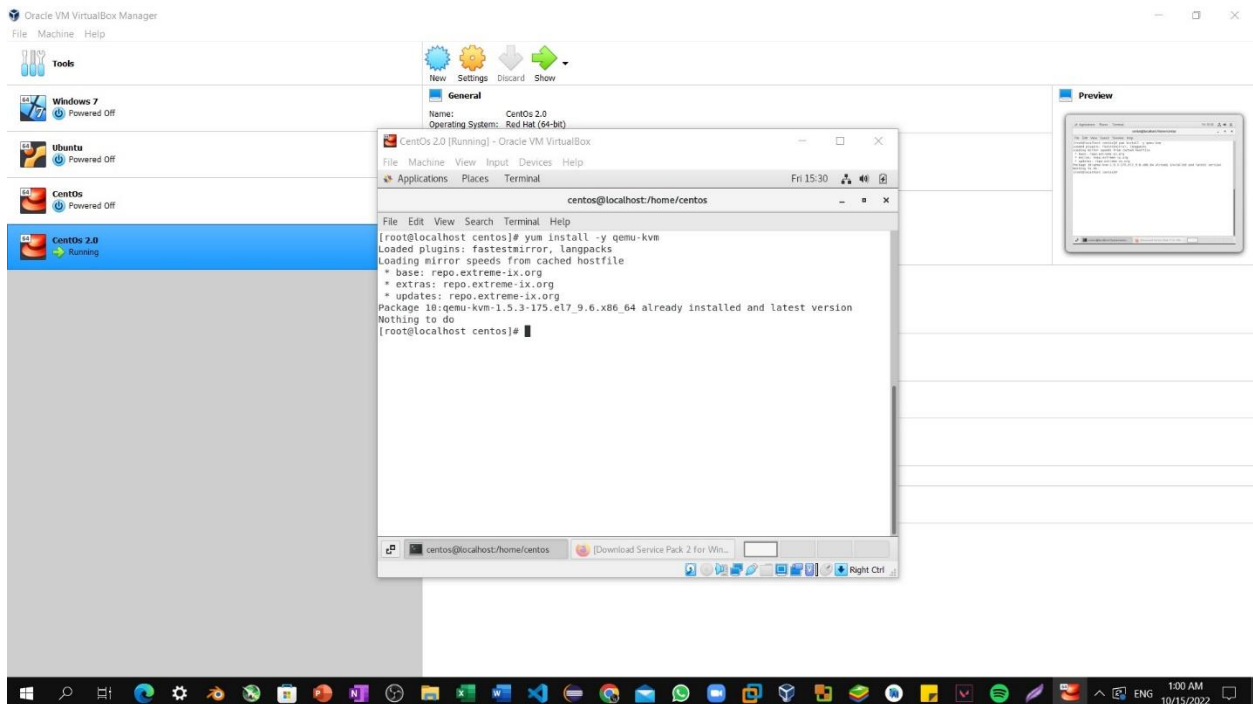 Oracle VM VirtualBox Manager
File Machine Help
Tools
New Settings Discard Show
64
Windows 7
Powered Off
64
Ubuntu
Powered Off
64
CentOs
Powered Off
64
CentOs 2.0
Running
General
Name: CentOs 2.0
Operating System: Red Hat (64-bit)
Preview
CentOs 2.0 [Running] - Oracle VM VirtualBox
File Machine View Input Devices Help
Applications Places Terminal Fri 15:30
centos@localhost:/home/centos
File Edit View Search Terminal Help
[root@localhost centos]# yum install -y qemu-kvm
Loaded plugins: fastestmirror, langpacks
Loading mirror speeds from cached hostfile
* base: repo.extreme-ix.org
* extras: repo.extreme-ix.org
* updates: repo.extreme-ix.org
Package 10:qemu-kvm-1.5.3-175.el7_9.6.x86_64 already installed and latest version
Nothing to do
[root@localhost centos]#
centos@localhost:/home/centos [Download Service Pack 2 for Win...
Right Ctrl
ENG 1:00 AM
10/15/2022